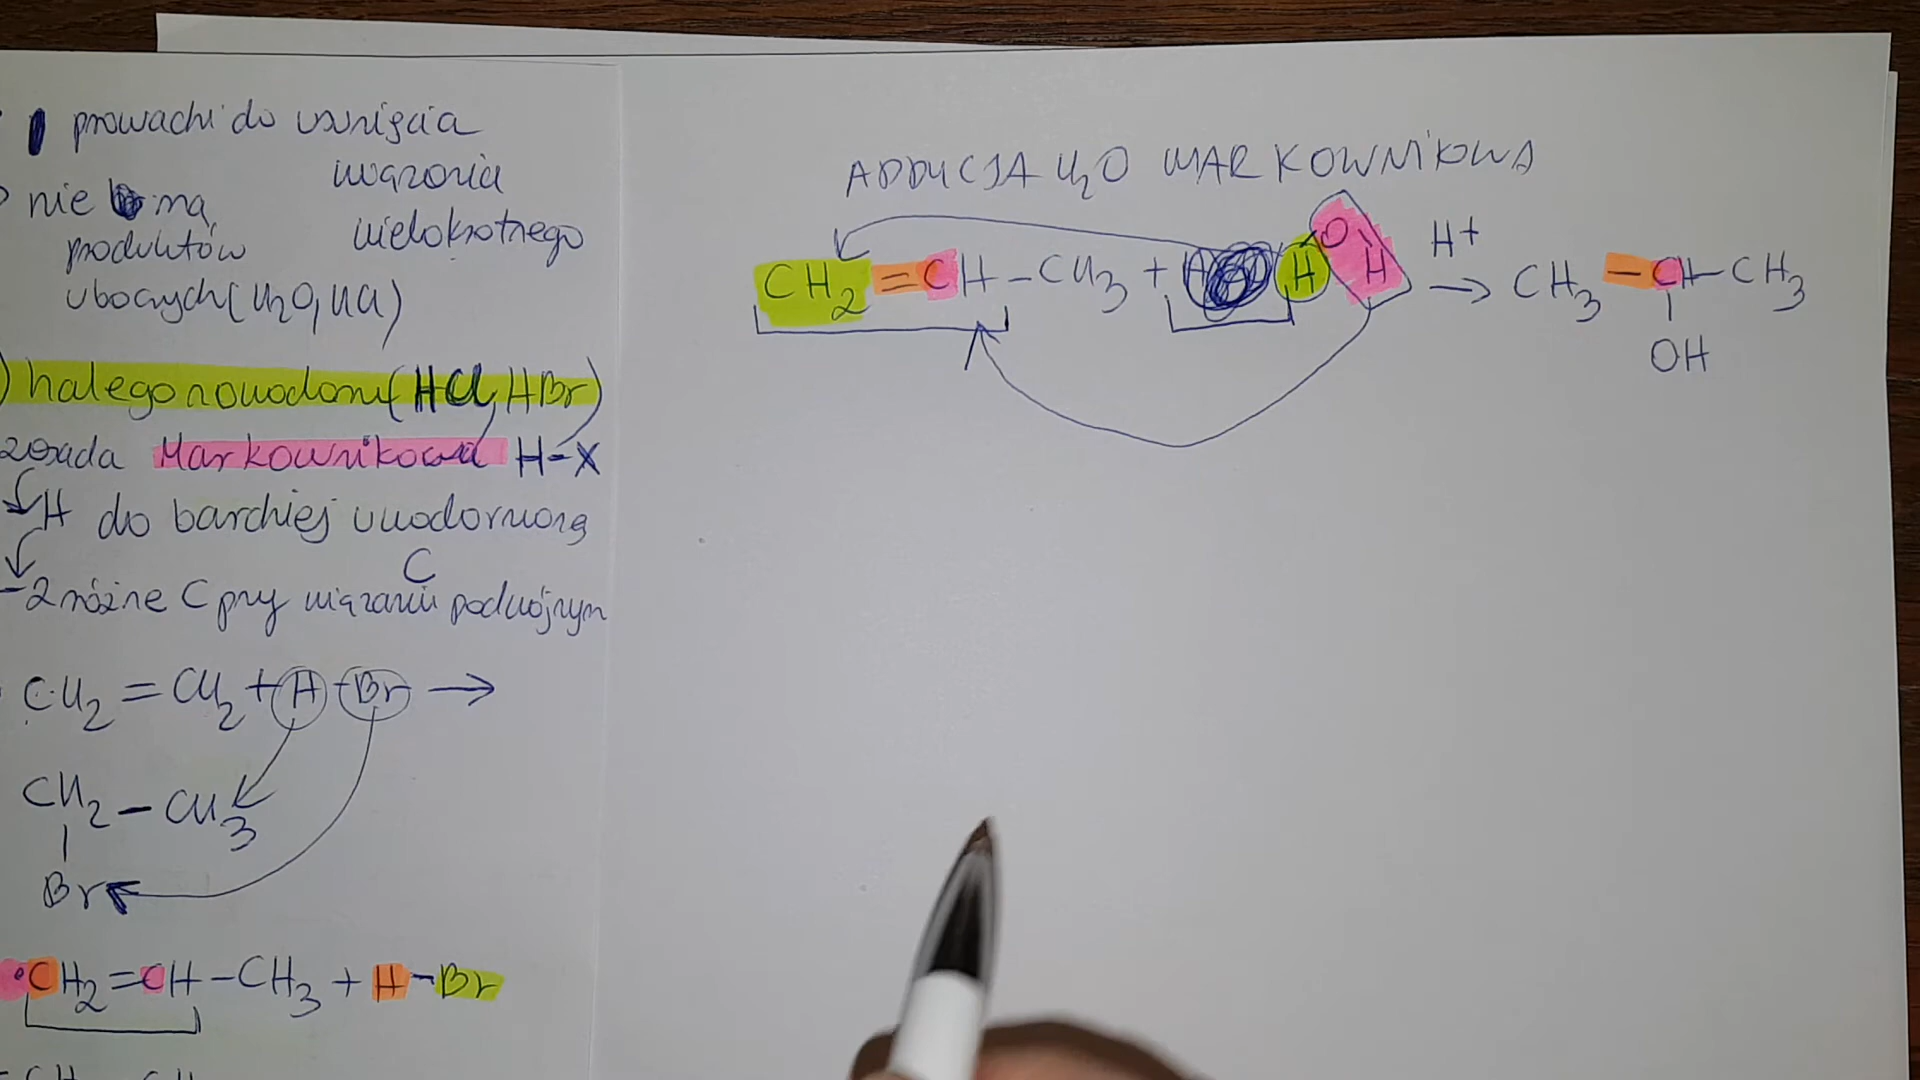 prowadzi do usunięcia
wiązania
nie ma
wielokrotnego
produktów
ubocznych (H2O, HCl)
) halogenowodoru (HCl, HBr)
zasada Markownikowa H-X
H do bardziej uwodornioną
C
-2 różne C przy wiązaniu podwójnym
CH2=CH2 + H-Br →
CH2-CH3
|
Br
•CH2=CH-CH3 + H-Br
ADDYCJA H2O MARKOWNIKOWA
CH2=CH-CH3 + H O H H+ → CH3-CH-CH3
|
OH